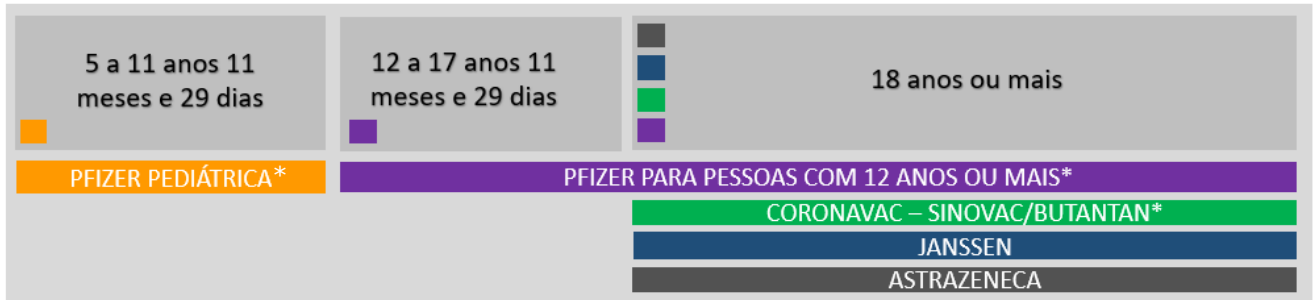 5 a 11 anos 11
meses e 29 dias
12 a 17 anos 11
meses e 29 dias
18 anos ou mais
PFIZER PEDIÁTRICA*
PFIZER PARA PESSOAS COM 12 ANOS OU MAIS*
CORONAVAC – SINOVAC/BUTANTAN*
JANSSEN
ASTRAZENECA